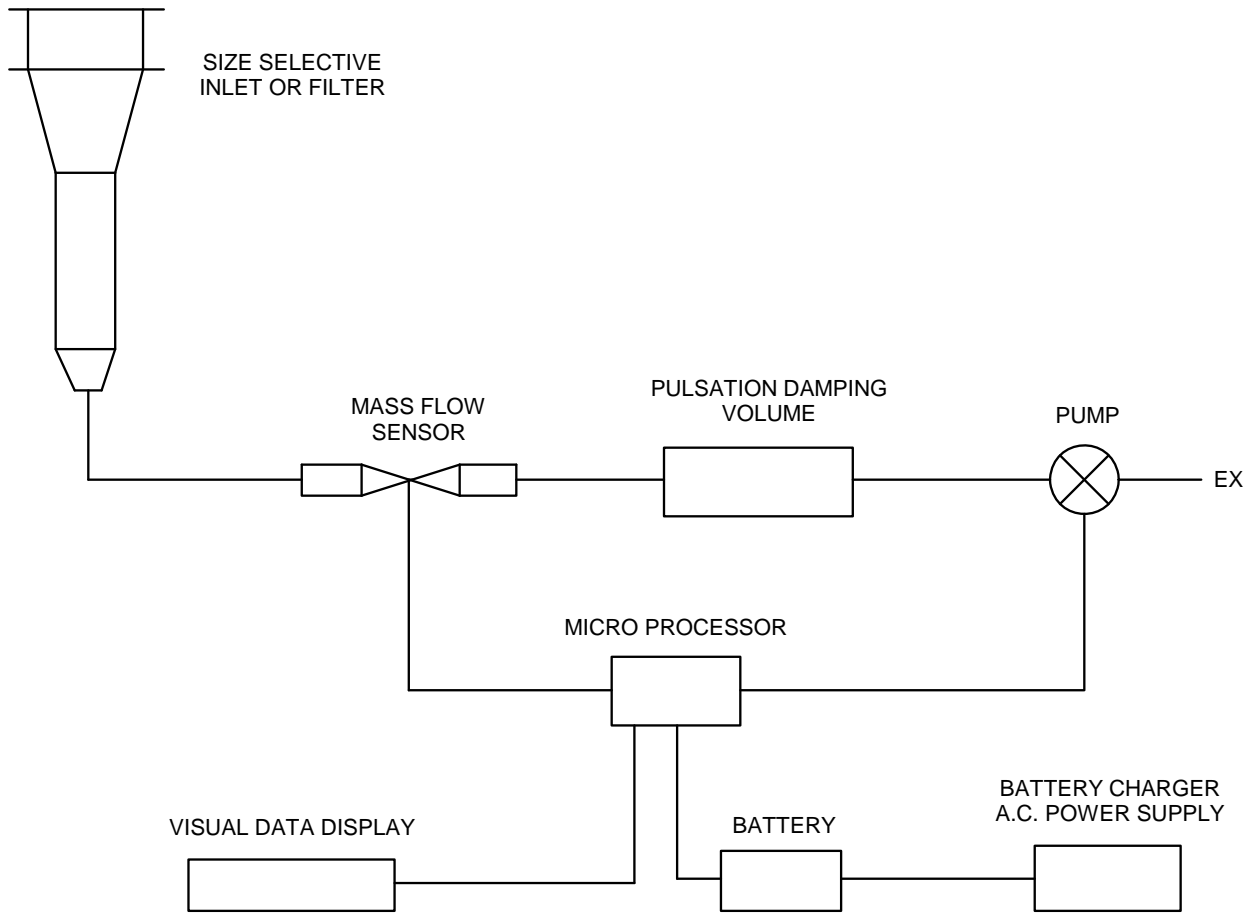 SIZE SELECTIVE
INLET OR FILTER
MASS FLOW
SENSOR
PULSATION DAMPING
VOLUME
PUMP
EX
MICRO PROCESSOR
VISUAL DATA DISPLAY
BATTERY
BATTERY CHARGER
A.C. POWER SUPPLY